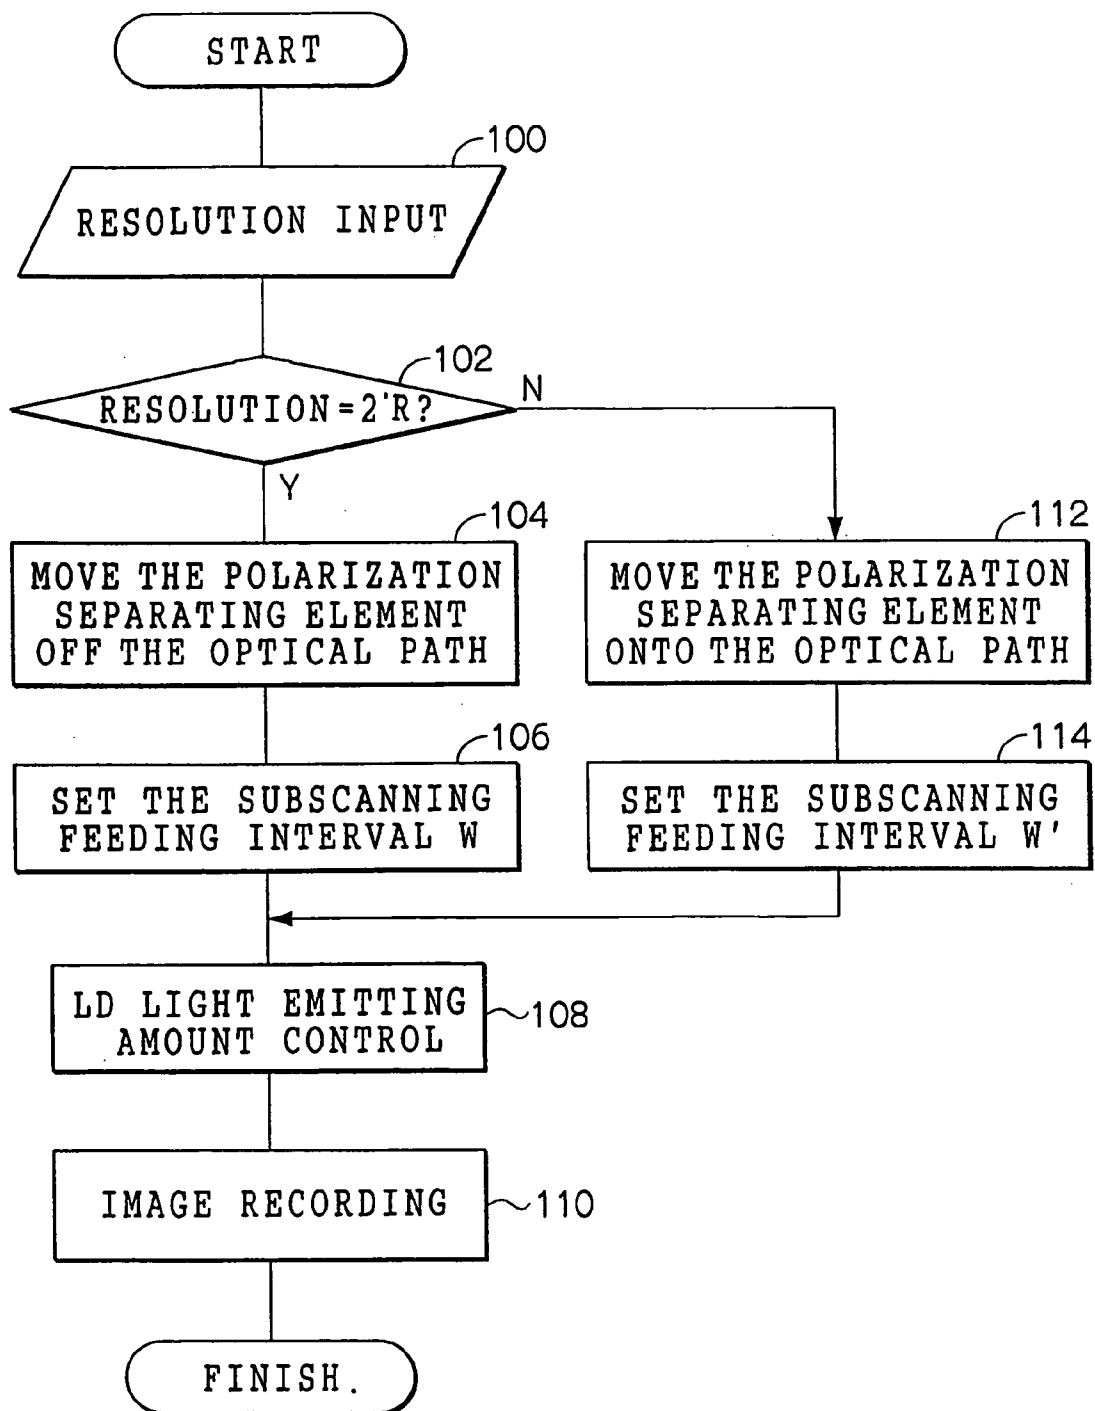 START
100
RESOLUTION INPUT
102
RESOLUTION=2'R?
N
Y
104
MOVE THE POLARIZATION
SEPARATING ELEMENT
OFF THE OPTICAL PATH
112
MOVE THE POLARIZATION
SEPARATING ELEMENT
ONTO THE OPTICAL PATH
106
SET THE SUBSCANNING
FEEDING INTERVAL W
114
SET THE SUBSCANNING
FEEDING INTERVAL W'
LD LIGHT EMITTING
AMOUNT CONTROL
108
IMAGE RECORDING
110
FINISH.